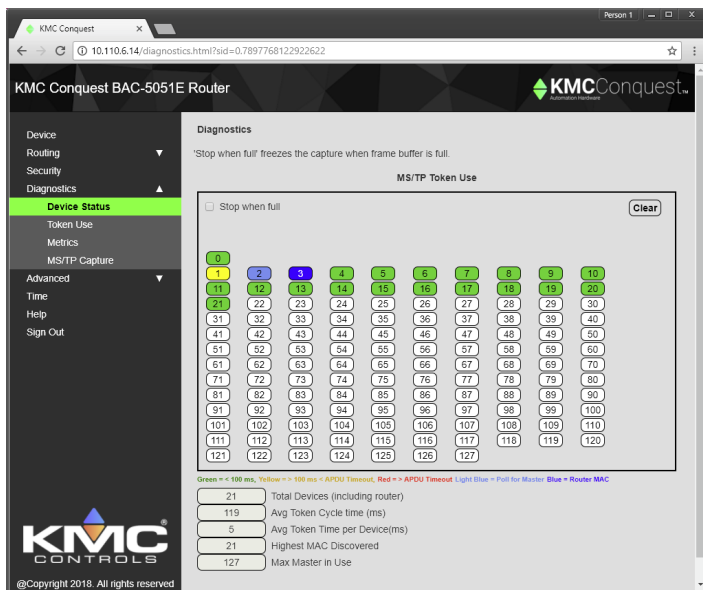 Person 1
KMC Conquest
10.110.6.14/diagnostics.html?sid=0.7897768122922622
KMC Conquest BAC-5051E Router
KMCConquest™
Automation Hardware
Device
Routing ▼
Security
Diagnostics ▲
Device Status
Token Use
Metrics
MS/TP Capture
Advanced ▼
Time
Help
Sign Out
KMC®
CONTROLS
@Copyright 2018. All rights reserved
Diagnostics
'Stop when full' freezes the capture when frame buffer is full.
MS/TP Token Use
Stop when full Clear
0
1 2 3 4 5 6 7 8 9 10
11 12 13 14 15 16 17 18 19 20
21 22 23 24 25 26 27 28 29 30
31 32 33 34 35 36 37 38 39 40
41 42 43 44 45 46 47 48 49 50
51 52 53 54 55 56 57 58 59 60
61 62 63 64 65 66 67 68 69 70
71 72 73 74 75 76 77 78 79 80
81 82 83 84 85 86 87 88 89 90
91 92 93 94 95 96 97 98 99 100
101 102 103 104 105 106 107 108 109 110
111 112 113 114 115 116 117 118 119 120
121 122 123 124 125 126 127
Green = < 100 ms, Yellow = > 100 ms < APDU Timeout, Red = > APDU Timeout Light Blue = Poll for Master Blue = Router MAC
21 Total Devices (including router)
119 Avg Token Cycle time (ms)
5 Avg Token Time per Device(ms)
21 Highest MAC Discovered
127 Max Master in Use